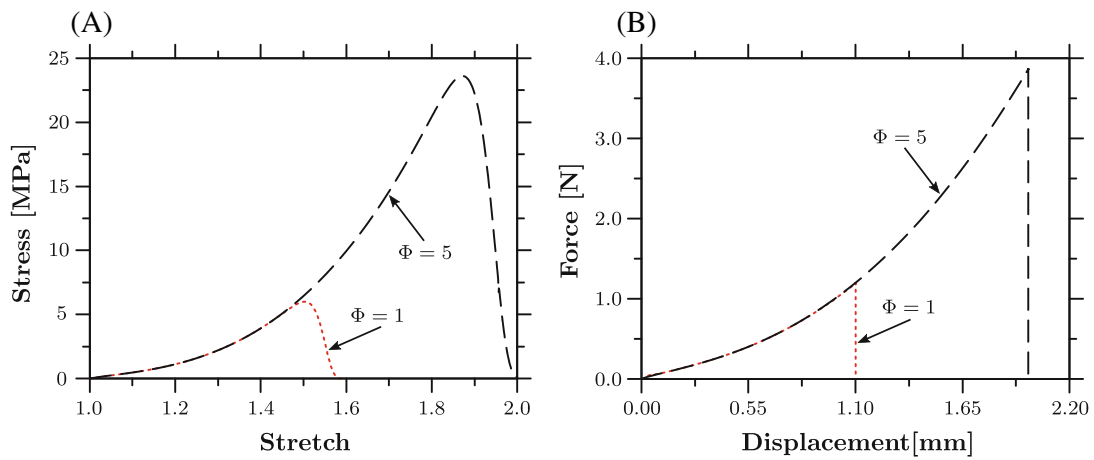 (A)
25
20
15
10
5
0
Stress [MPa]
Φ = 5
Φ = 1
1.0 1.2 1.4 1.6 1.8 2.0
Stretch
(B)
4.0
3.0
2.0
1.0
0.0
Force [N]
Φ = 5
Φ = 1
0.00 0.55 1.10 1.65 2.20
Displacement[mm]